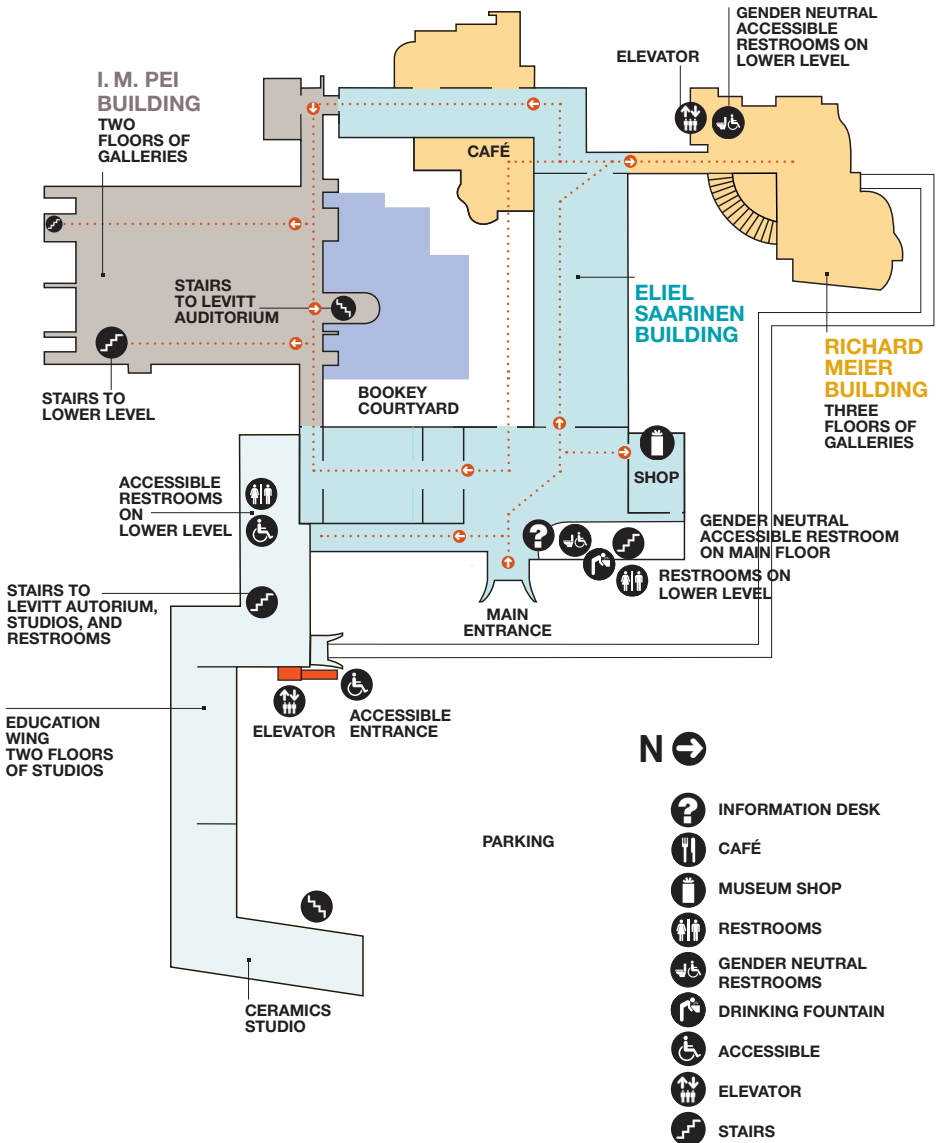 GENDER NEUTRAL
ACCESSIBLE
RESTROOMS ON
LOWER LEVEL
ELEVATOR
I. M. PEI
BUILDING
TWO
FLOORS OF
GALLERIES
CAFÉ
STAIRS
TO LEVITT
AUDITORIUM
ELIEL
SAARINEN
BUILDING
RICHARD
MEIER
BUILDING
THREE
FLOORS OF
GALLERIES
STAIRS TO
LOWER LEVEL
BOOKEY
COURTYARD
SHOP
ACCESSIBLE
RESTROOMS
ON
LOWER LEVEL
GENDER NEUTRAL
ACCESSIBLE RESTROOM
ON MAIN FLOOR
?
RESTROOMS ON
LOWER LEVEL
STAIRS TO
LEVITT AUTORIUM,
STUDIOS, AND
RESTROOMS
MAIN
ENTRANCE
EDUCATION
WING
TWO FLOORS
OF STUDIOS
ELEVATOR
ACCESSIBLE
ENTRANCE
N
PARKING
? INFORMATION DESK
CAFÉ
MUSEUM SHOP
RESTROOMS
GENDER NEUTRAL
RESTROOMS
DRINKING FOUNTAIN
ACCESSIBLE
ELEVATOR
STAIRS
CERAMICS
STUDIO